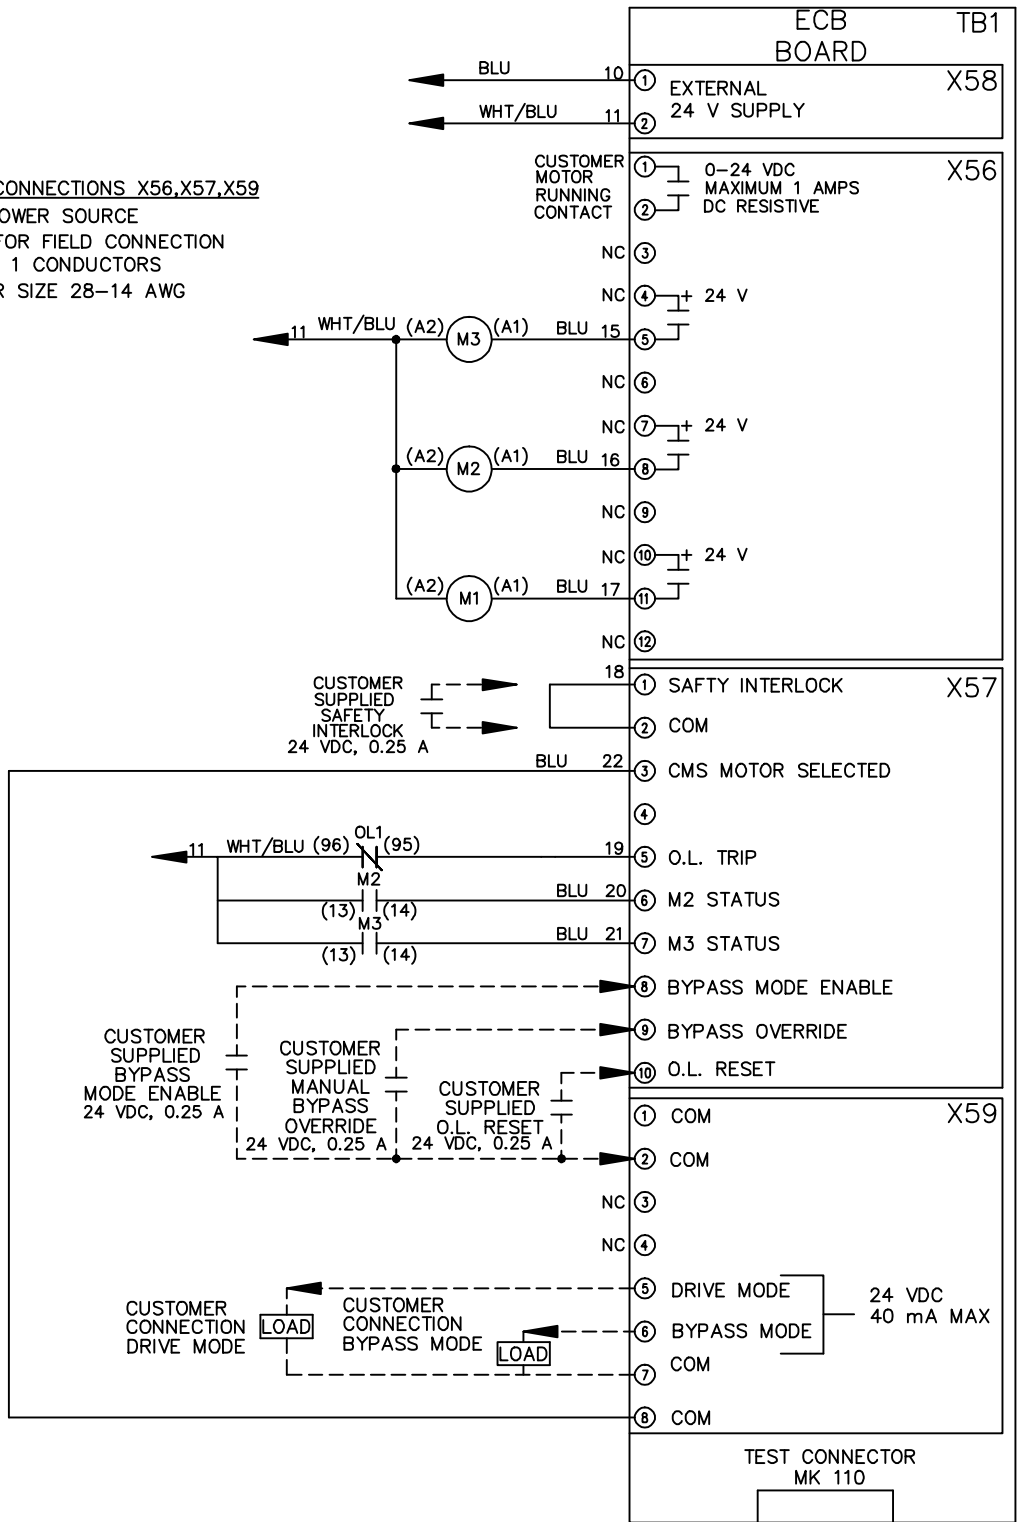 ECB TB1
BOARD
X58
BLU 10 1 EXTERNAL
24 V SUPPLY
WHT/BLU 11 2
X56
CUSTOMER
MOTOR
RUNNING
CONTACT
1
2
0-24 VDC
MAXIMUM 1 AMPS
DC RESISTIVE
CONNECTIONS X56,X57,X59
OWER SOURCE
FOR FIELD CONNECTION
1 CONDUCTORS
R SIZE 28-14 AWG
NC 3
NC 4 + 24 V
11 WHT/BLU (A2) M3 (A1) BLU 15 5
NC 6
NC 7 + 24 V
(A2) M2 (A1) BLU 16 8
NC 9
NC 10 + 24 V
(A2) M1 (A1) BLU 17 11
NC 12
X57
18 1 SAFTY INTERLOCK
2 COM
CUSTOMER
SUPPLIED
SAFETY
INTERLOCK
24 VDC, 0.25 A
BLU 22 3 CMS MOTOR SELECTED
4
11 WHT/BLU (96) OL1 (95) 19 5 O.L. TRIP
M2
(13) (14) BLU 20 6 M2 STATUS
M3
(13) (14) BLU 21 7 M3 STATUS
8 BYPASS MODE ENABLE
9 BYPASS OVERRIDE
10 O.L. RESET
CUSTOMER
SUPPLIED
BYPASS
MODE ENABLE
24 VDC, 0.25 A
CUSTOMER
SUPPLIED
MANUAL
BYPASS
OVERRIDE
24 VDC, 0.25 A
CUSTOMER
SUPPLIED
O.L. RESET
24 VDC, 0.25 A
X59
1 COM
2 COM
NC 3
NC 4
5 DRIVE MODE
6 BYPASS MODE
24 VDC
40 mA MAX
7 COM
8 COM
CUSTOMER
CONNECTION
DRIVE MODE
LOAD
CUSTOMER
CONNECTION
BYPASS MODE
LOAD
TEST CONNECTOR
MK 110